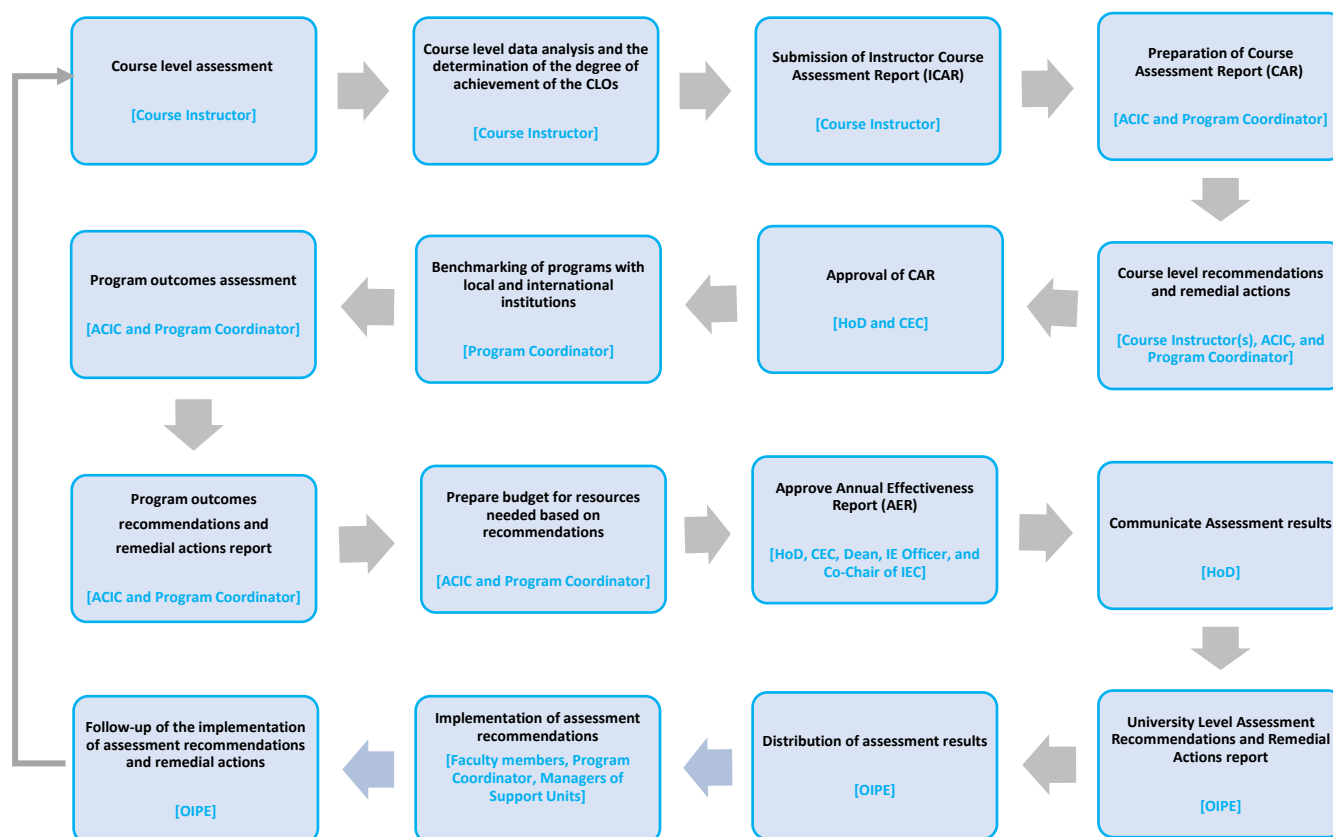 Course level assessment
[Course Instructor]
Course level data analysis and the
determination of the degree of
achievement of the CLOs
[Course Instructor]
Submission of Instructor Course
Assessment Report (ICAR)
[Course Instructor]
Preparation of Course
Assessment Report (CAR)
[ACIC and Program Coordinator]
Course level recommendations
and remedial actions
[Course Instructor(s), ACIC, and
Program Coordinator]
Approval of CAR
[HoD and CEC]
Benchmarking of programs with
local and international
institutions
[Program Coordinator]
Program outcomes assessment
[ACIC and Program Coordinator]
Program outcomes
recommendations and
remedial actions report
[ACIC and Program Coordinator]
Prepare budget for resources
needed based on
recommendations
[ACIC and Program Coordinator]
Approve Annual Effectiveness
Report (AER)
[HoD, CEC, Dean, IE Officer, and
Co-Chair of IEC]
Communicate Assessment results
[HoD]
University Level Assessment
Recommendations and Remedial
Actions report
[OIPE]
Distribution of assessment results
[OIPE]
Implementation of assessment
recommendations
[Faculty members, Program
Coordinator, Managers of
Support Units]
Follow-up of the implementation
of assessment recommendations
and remedial actions
[OIPE]